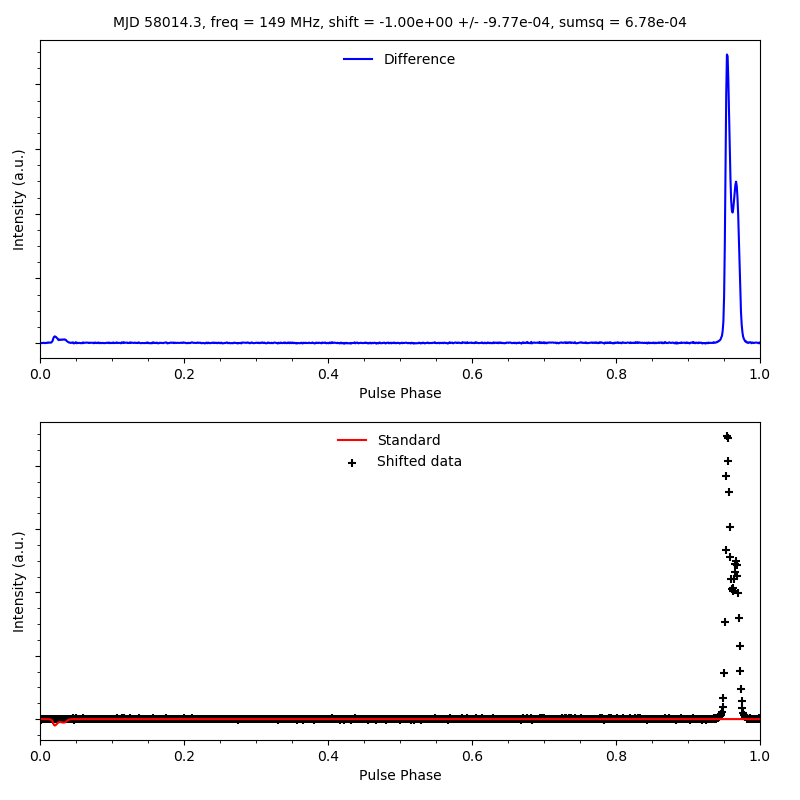 MJD 58014.3, freq = 149 MHz, shift = -1.00e+00 +/- -9.77e-04, sumsq = 6.78e-04
Difference
Intensity (a.u.)
0.0 0.2 0.4 0.6 0.8 1.0
Pulse Phase
Standard
Shifted data
Intensity (a.u.)
0.0 0.2 0.4 0.6 0.8 1.0
Pulse Phase